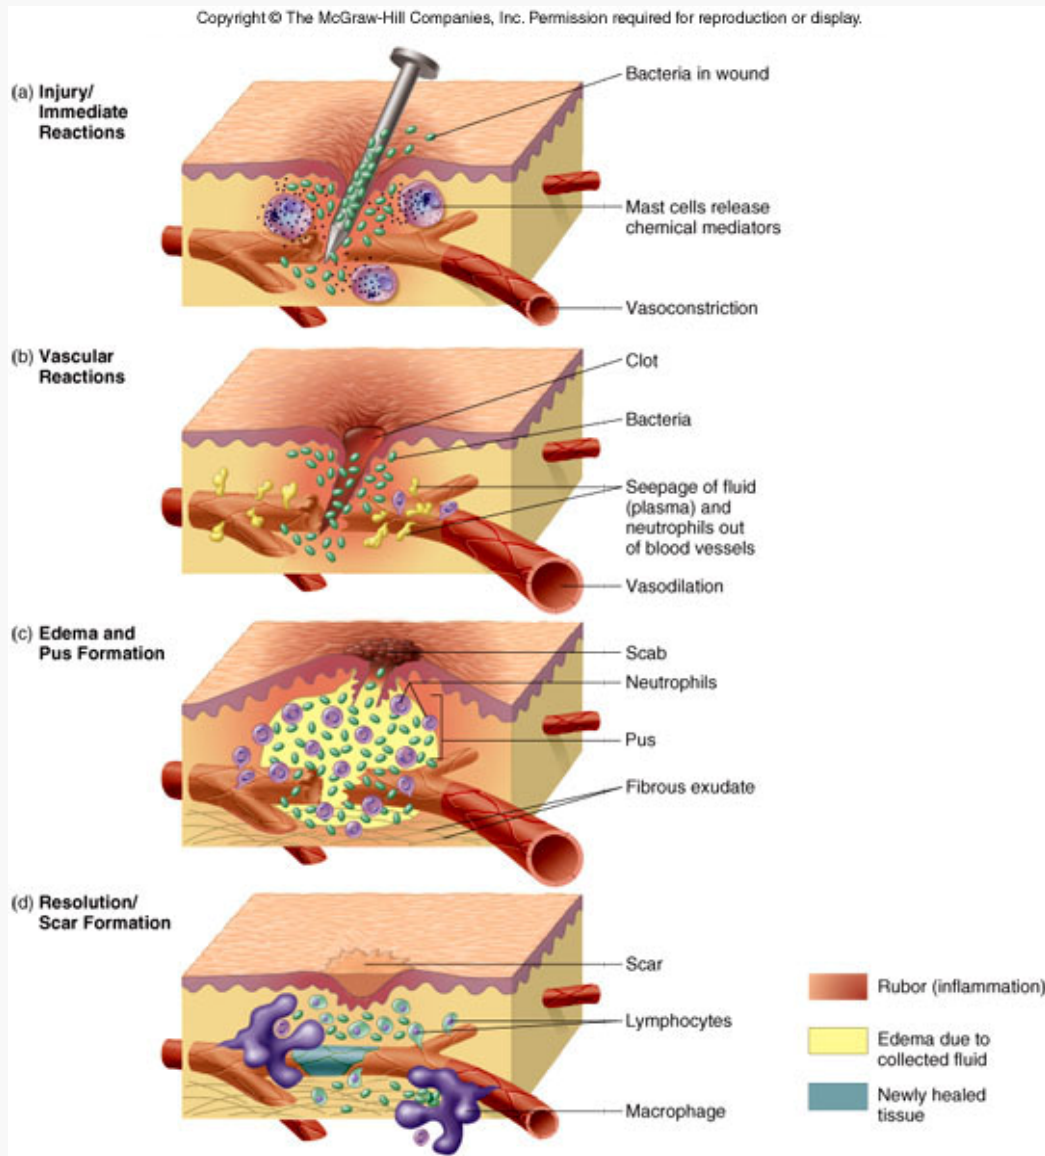 Copyright © The McGraw-Hill Companies, Inc. Permission required for reproduction or display.
(a) Injury/
Immediate
Reactions
Bacteria in wound
Mast cells release
chemical mediators
Vasoconstriction
(b) Vascular
Reactions
Clot
Bacteria
Seepage of fluid
(plasma) and
neutrophils out
of blood vessels
Vasodilation
(c) Edema and
Pus Formation
Scab
Neutrophils
Pus
Fibrous exudate
(d) Resolution/
Scar Formation
Scar
Lymphocytes
Macrophage
Rubor (inflammation)
Edema due to
collected fluid
Newly healed
tissue